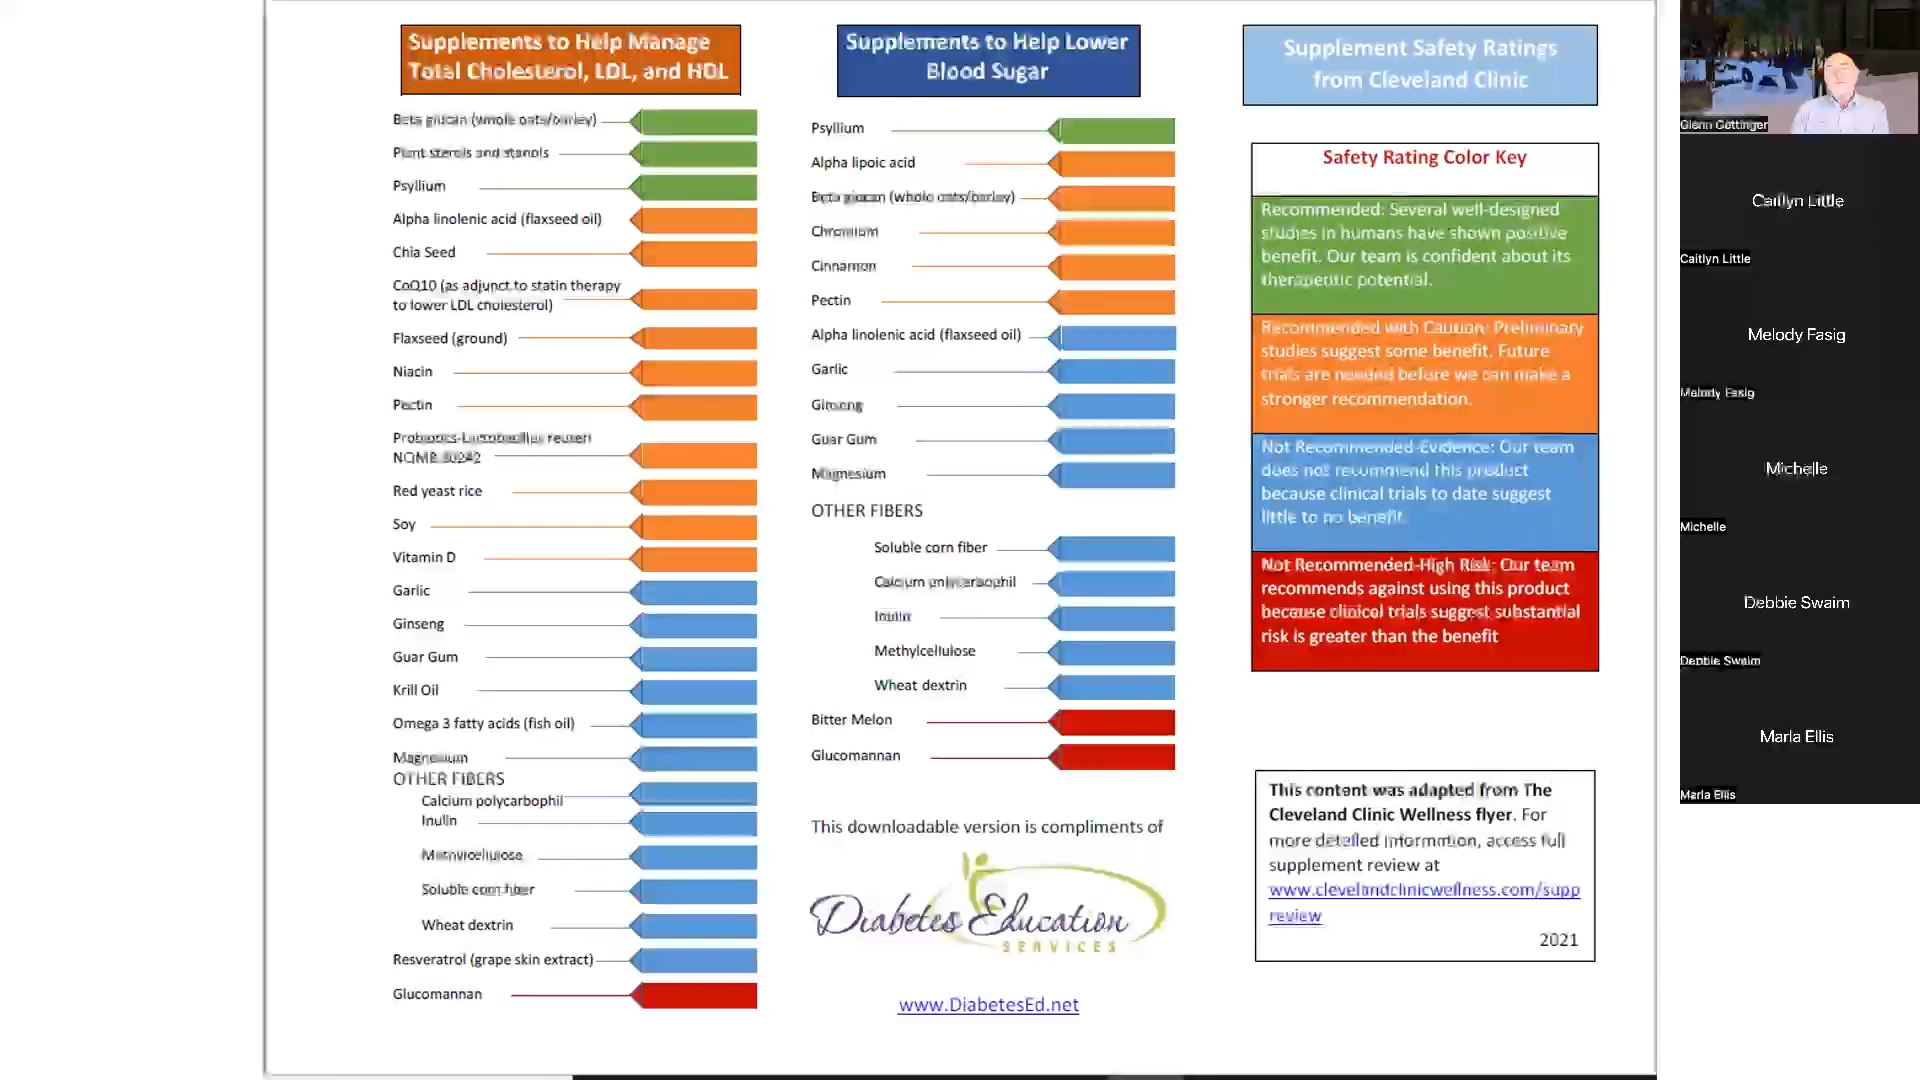 Supplements to Help Manage
Total Cholesterol, LDL, and HDL
Beta glucan (whole oats/barley)
Plant sterols and stanols
Psyllium
Alpha linolenic acid (flaxseed oil)
Chia Seed
CoQ10 (as adjunct to statin therapy
to lower LDL cholesterol)
Flaxseed (ground)
Niacin
Pectin
Probiotics-Lactobacillus reuteri
Red yeast rice
Soy
Vitamin D
Garlic
Ginseng
Guar Gum
Krill Oil
Omega 3 fatty acids (fish oil)
Magnesium
OTHER FIBERS
Calcium polycarbophil
Inulin
Methylcellulose
Soluble corn fiber
Wheat dextrin
Resveratrol (grape skin extract)
Glucomannan
Supplements to Help Lower
Blood Sugar
Psyllium
Alpha lipoic acid
Beta glucan (whole oats/barley)
Chromium
Cinnamon
Pectin
Alpha linolenic acid (flaxseed oil)
Garlic
Ginseng
Guar Gum
Magnesium
OTHER FIBERS
Soluble corn fiber
Calcium polycarbophil
Inulin
Methylcellulose
Wheat dextrin
Bitter Melon
Glucomannan
This downloadable version is compliments of
Diabetes Education
SERVICES
www.DiabetesEd.net
Supplement Safety Ratings
from Cleveland Clinic
Safety Rating Color Key
Recommended: Several well-designed
studies in humans have shown positive
benefit. Our team is confident about its
therapeutic potential.
Recommended with Caution: Preliminary
studies suggest some benefit. Future
trials are needed before we can make a
stronger recommendation.
Not Recommended-Evidence: Our team
does not recommend this product
because clinical trials to date suggest
little to no benefit.
Not Recommended-High Risk: Our team
recommends against using this product
because clinical trials suggest substantial
risk is greater than the benefit
This content was adapted from The
Cleveland Clinic Wellness flyer. For
more detailed information, access full
supplement review at
www.clevelandclinicwellness.com/supp
review
2021
Glenn Gottinger
Caitlyn Little
Caitlyn Little
Melody Fasig
Melody Fasig
Michelle
Michelle
Debbie Swaim
Debbie Swaim
Marla Ellis
Marla Ellis